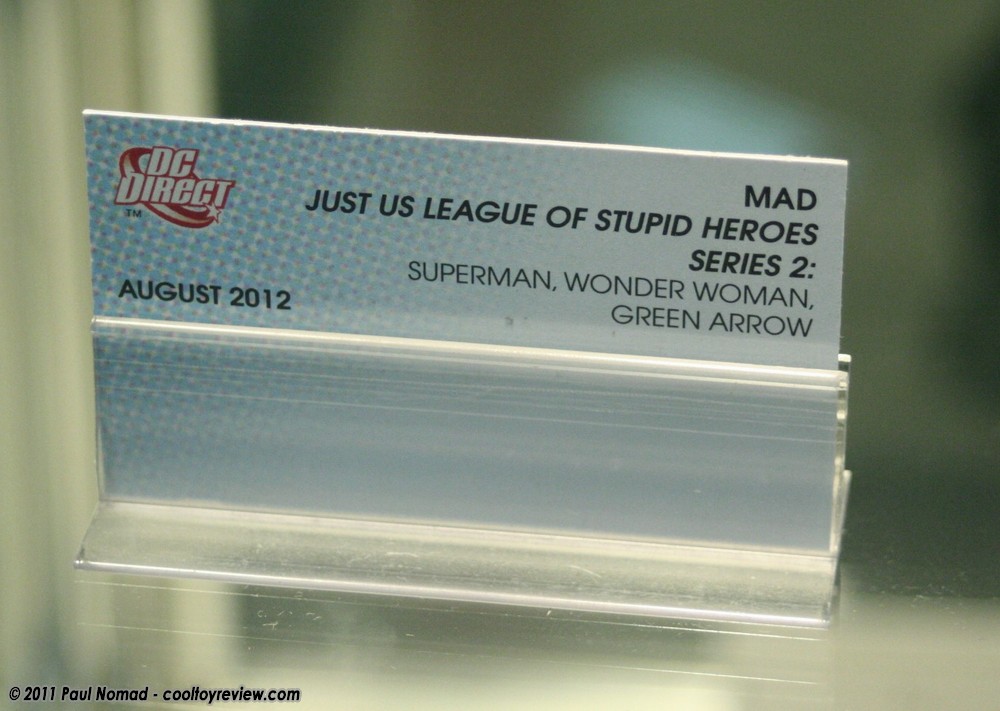 DC
DIRECT
TM
MAD
JUST US LEAGUE OF STUPID HEROES
SERIES 2:
SUPERMAN, WONDER WOMAN,
GREEN ARROW
AUGUST 2012
© 2011 Paul Nomad - cooltoyreview.com